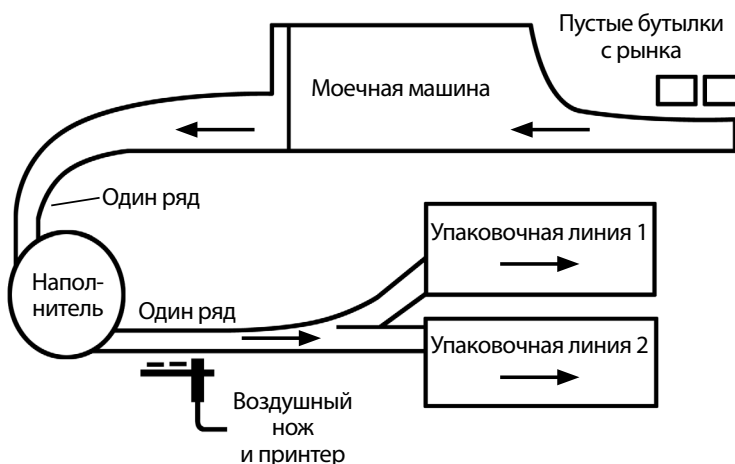 Пустые бутылки
с рынка
Моечная машина
Один ряд
Упаковочная линия 1
Напол-
нитель
Один ряд
Упаковочная линия 2
Воздушный
нож
и принтер